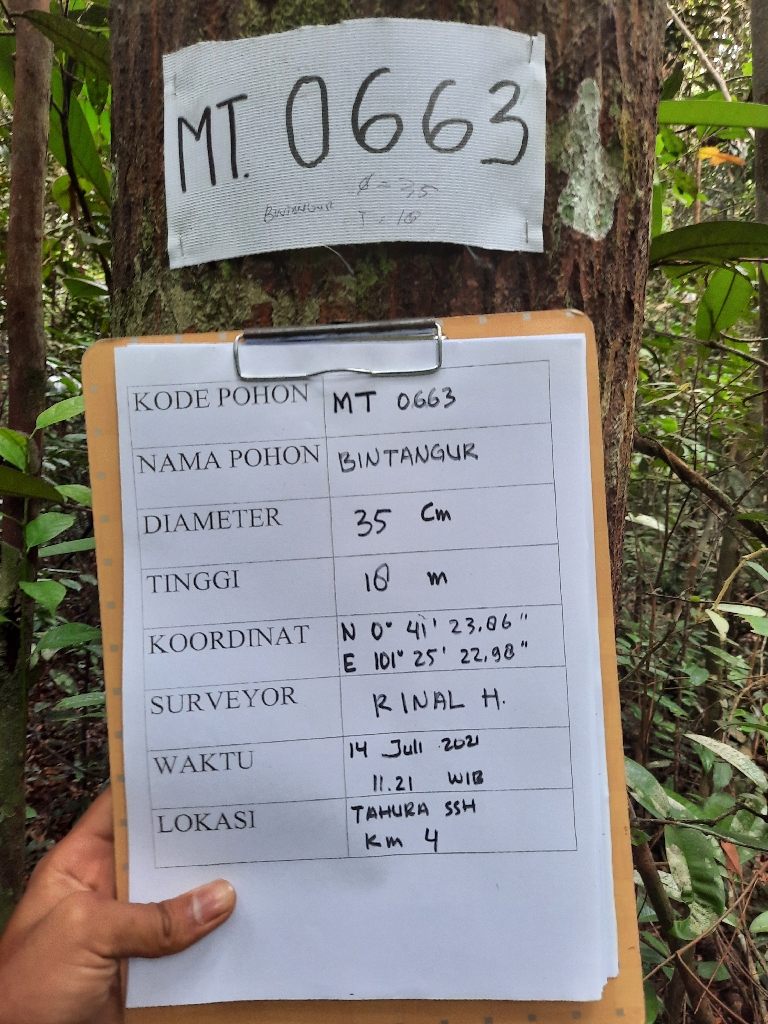 MT. 0663
Ø = 35
BINTANGUR T = 18
KODE POHON MT 0663
NAMA POHON BINTANGUR
DIAMETER 35 Cm
TINGGI 18 m
KOORDINAT N 0° 41' 23,86"
E 101° 25' 22,98"
SURVEYOR RINAL H.
WAKTU 14 Juli 2021
11.21 WIB
LOKASI TAHURA SSH
Km 4